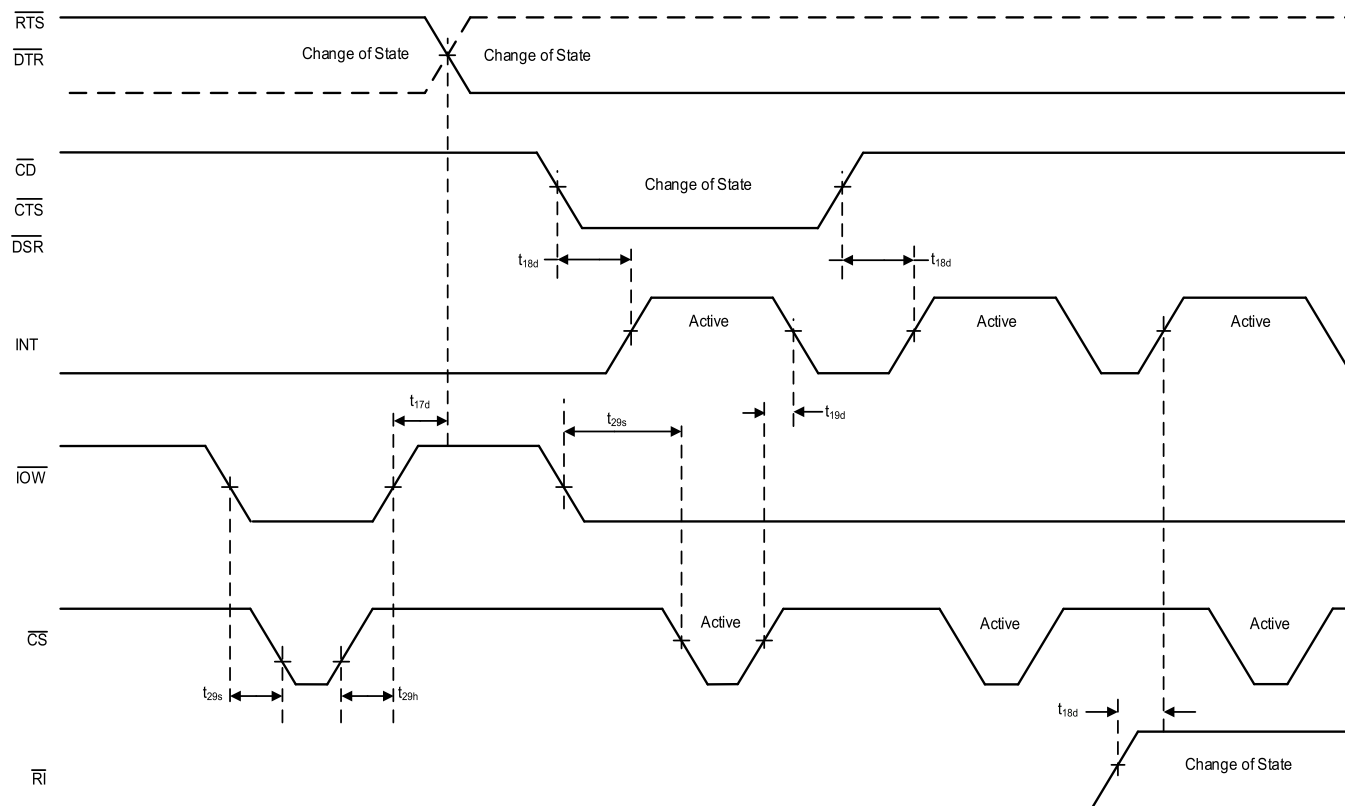 RTS
DTR
Change of State
Change of State
CD
CTS
DSR
Change of State
t18d
t18d
INT
Active
Active
Active
t17d
t29s
t19d
IOW
CS
Active
Active
Active
t29s
t29h
t18d
RI
Change of State